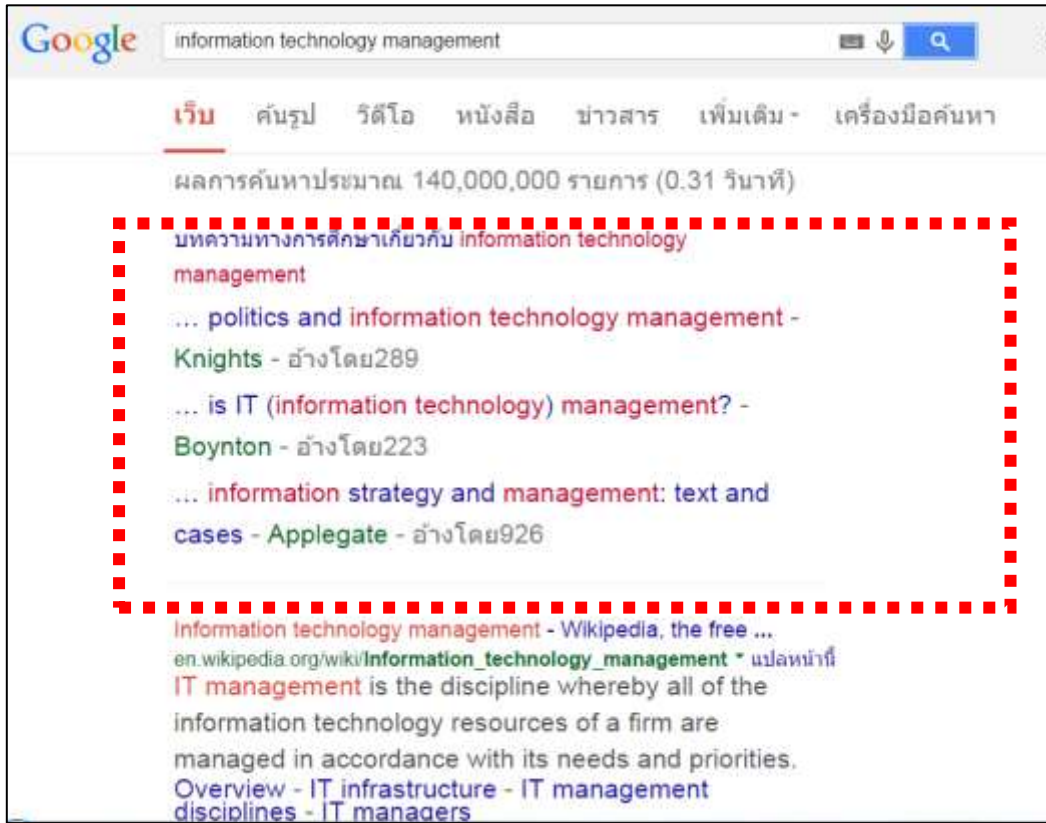 Google information technology management
เว็บ ค้นรูป วิดีโอ หนังสือ ข่าวสาร เพิ่มเติม เครื่องมือค้นหา
ผลการค้นหาประมาณ 140,000,000 รายการ (0.31 วินาที)
บทความทางการศึกษาเกี่ยวกับ information technology
management
... politics and information technology management -
Knights - อ้างโดย289
... is IT (information technology) management? -
Boynton - อ้างโดย223
... information strategy and management: text and
cases - Applegate - อ้างโดย926
Information technology management - Wikipedia, the free ...
en.wikipedia.org/wiki/Information_technology_management แปลหน้านี้
IT management is the discipline whereby all of the
information technology resources of a firm are
managed in accordance with its needs and priorities.
Overview - IT infrastructure - IT management
disciplines - IT managers